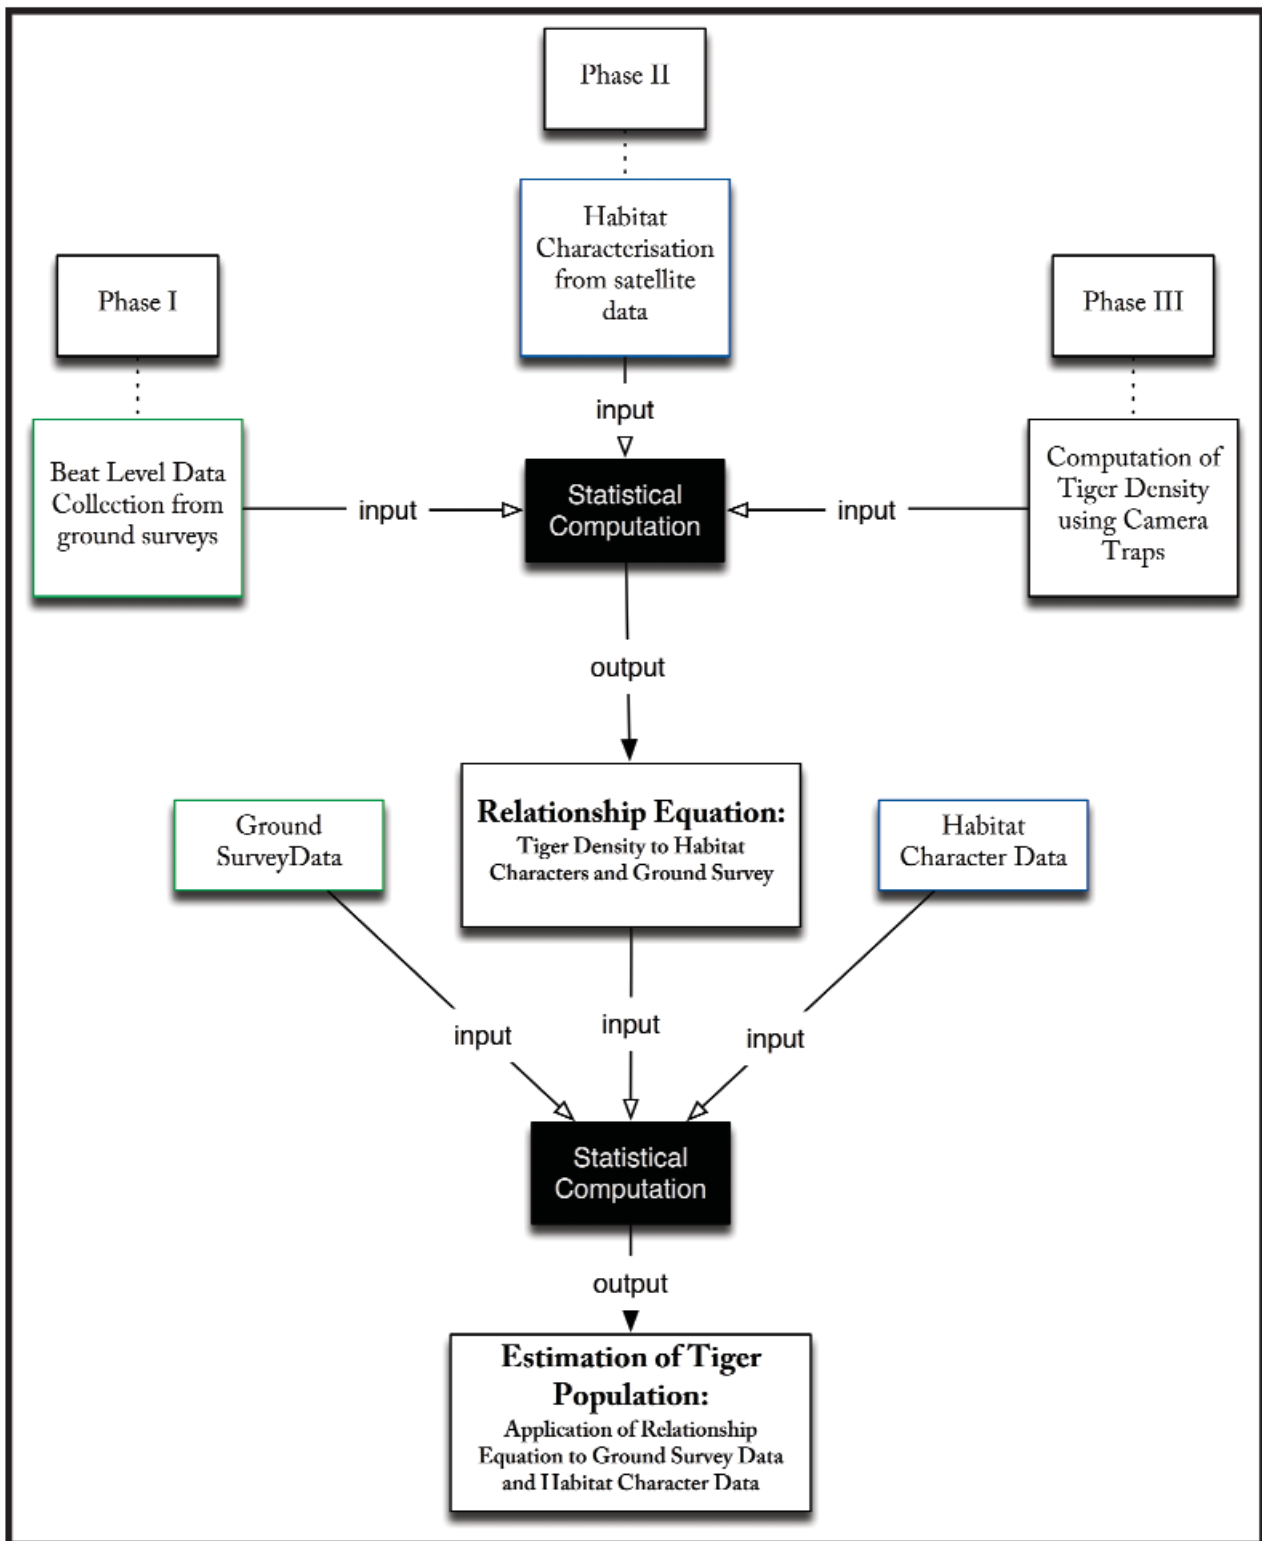 Phase II
Habitat
Characterisation
from satellite
data
Phase I
Phase III
input
Beat Level Data
Collection from
ground surveys
input
Statistical
Computation
input
Computation of
Tiger Density
using Camera
Traps
output
Relationship Equation:
Tiger Density to Habitat
Characters and Ground Survey
Ground
SurveyData
Habitat
Character Data
input
input
input
Statistical
Computation
output
Estimation of Tiger
Population:
Application of Relationship
Equation to Ground Survey Data
and Habitat Character Data